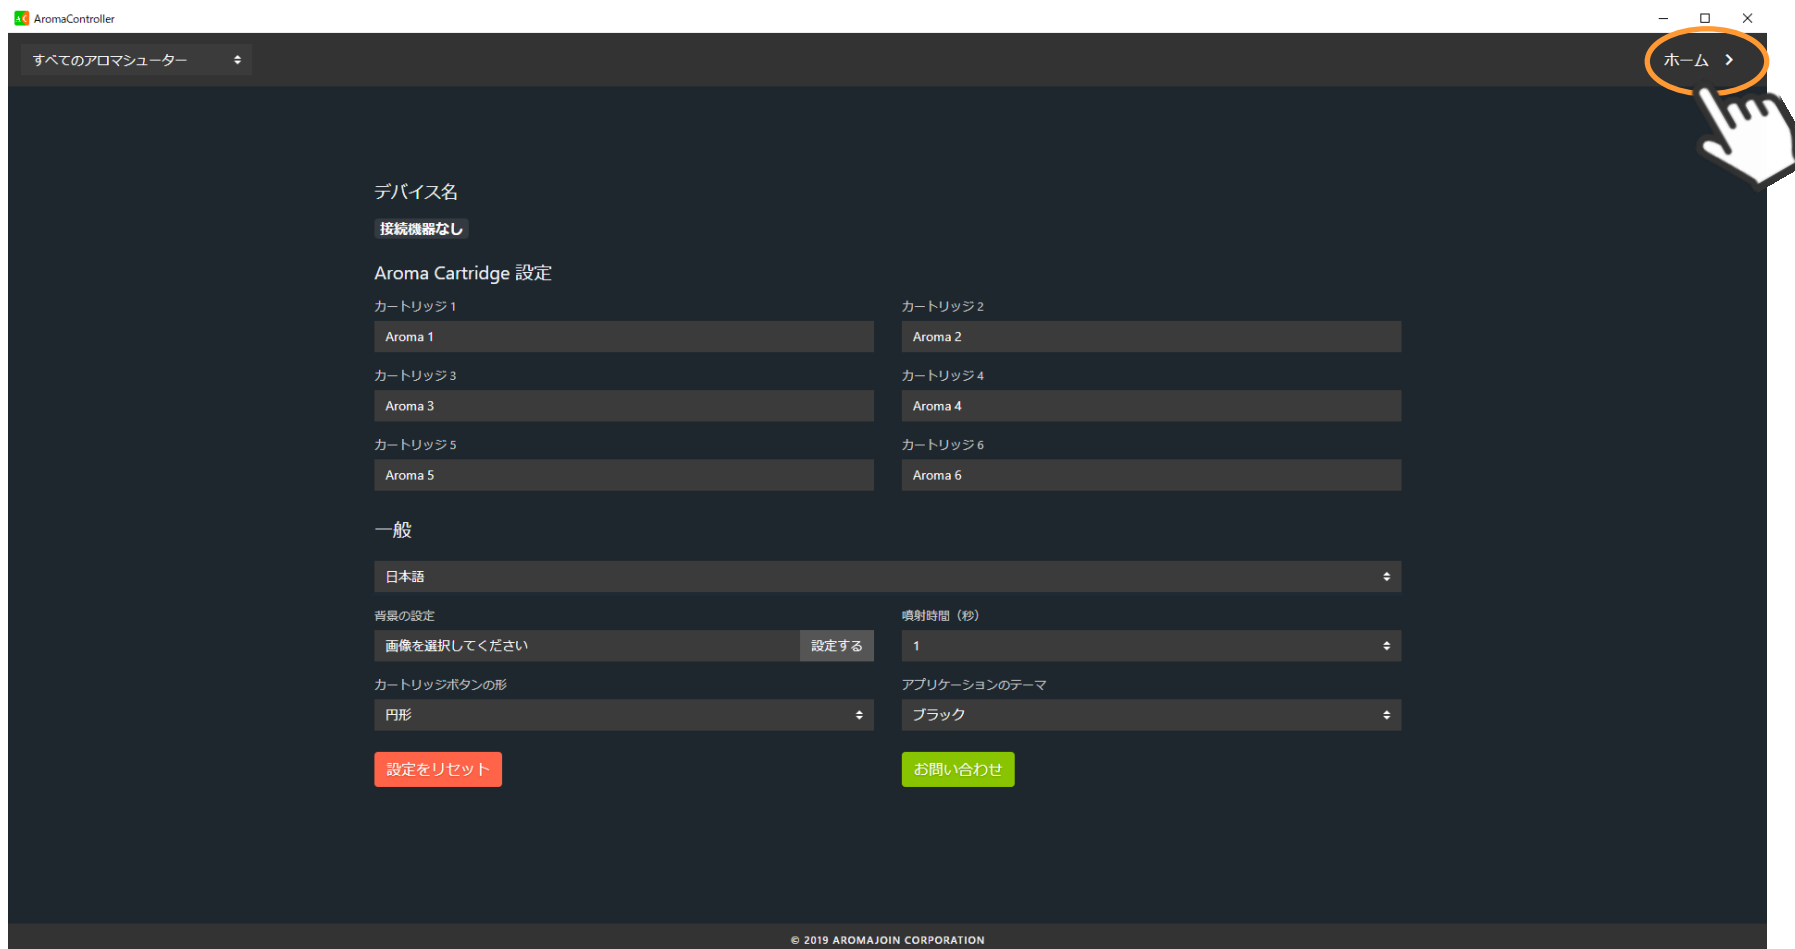 AromaController
すべてのアロマシューター
ホーム
デバイス名
接続機器なし
Aroma Cartridge 設定
カートリッジ 1
カートリッジ 2
Aroma 1
Aroma 2
カートリッジ 3
カートリッジ 4
Aroma 3
Aroma 4
カートリッジ 5
カートリッジ 6
Aroma 5
Aroma 6
一般
日本語
背景の設定
噴射時間（秒）
画像を選択してください 設定する
1
カートリッジボタンの形
アプリケーションのテーマ
円形
ブラック
設定をリセット
お問い合わせ
© 2019 AROMAJOIN CORPORATION